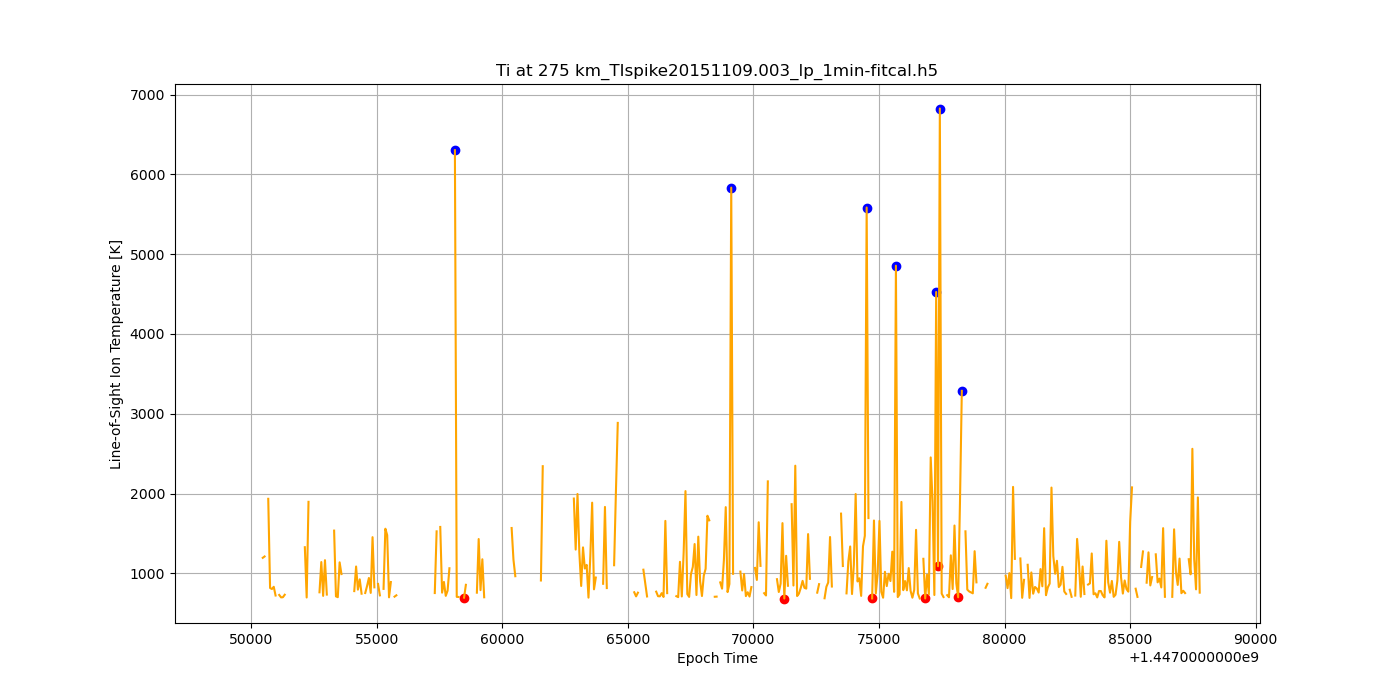 Ti at 275 km_TIspike20151109.003_lp_1min-fitcal.h5
7000
6000
5000
4000
3000
2000
1000
Line-of-Sight Ion Temperature [K]
50000 55000 60000 65000 70000 75000 80000 85000 90000
Epoch Time
+1.4470000000e9